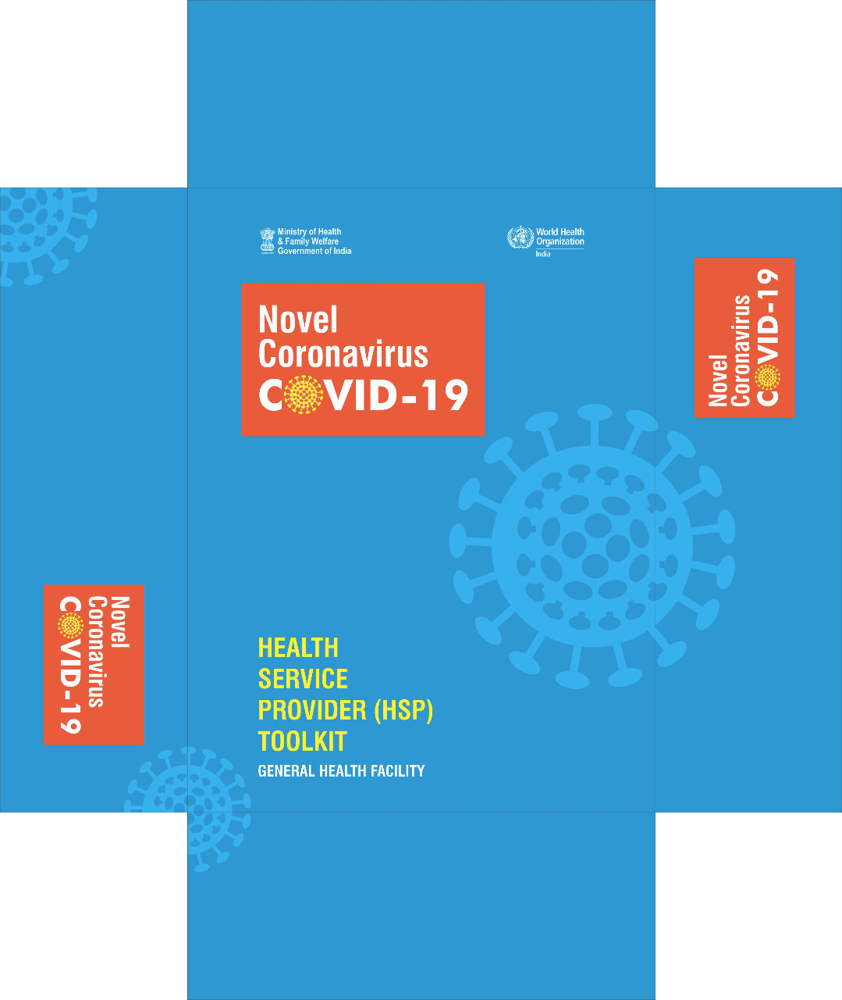 Ministry of Health
& Family Welfare
Government of India
World Health
Organization
India
Novel
Coronavirus
COVID-19
HEALTH
SERVICE
PROVIDER (HSP)
TOOLKIT
GENERAL HEALTH FACILITY
Novel
Coronavirus
COVID-19
Novel
Coronavirus
COVID-19